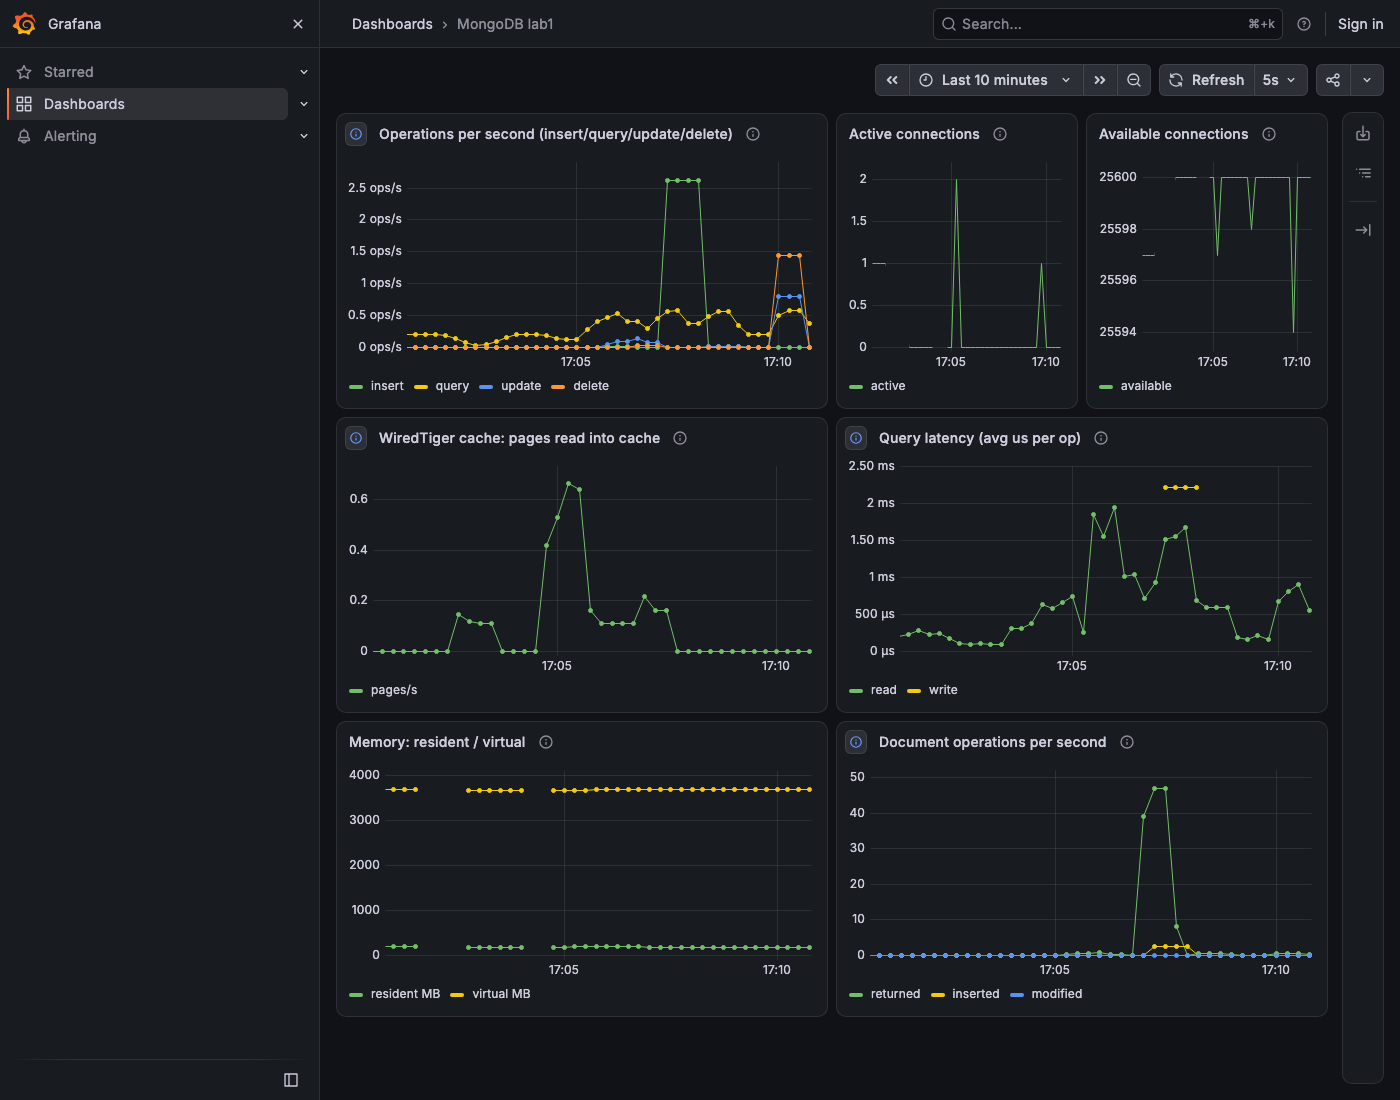 Grafana
Dashboards › MongoDB lab1
Search...
⌘+k
Sign in
Starred
Dashboards
Alerting
Last 10 minutes
Refresh
5s
Operations per second (insert/query/update/delete)
2.5 ops/s
2 ops/s
1.5 ops/s
1 ops/s
0.5 ops/s
0 ops/s
17:05
17:10
insert
query
update
delete
Active connections
2
1.5
1
0.5
0
17:05
17:10
active
Available connections
25600
25598
25596
25594
17:05
17:10
available
WiredTiger cache: pages read into cache
0.6
0.4
0.2
0
17:05
17:10
pages/s
Query latency (avg us per op)
2.50 ms
2 ms
1.50 ms
1 ms
500 µs
0 µs
17:05
17:10
read
write
Memory: resident / virtual
4000
3000
2000
1000
0
17:05
17:10
resident MB
virtual MB
Document operations per second
50
40
30
20
10
0
17:05
17:10
returned
inserted
modified